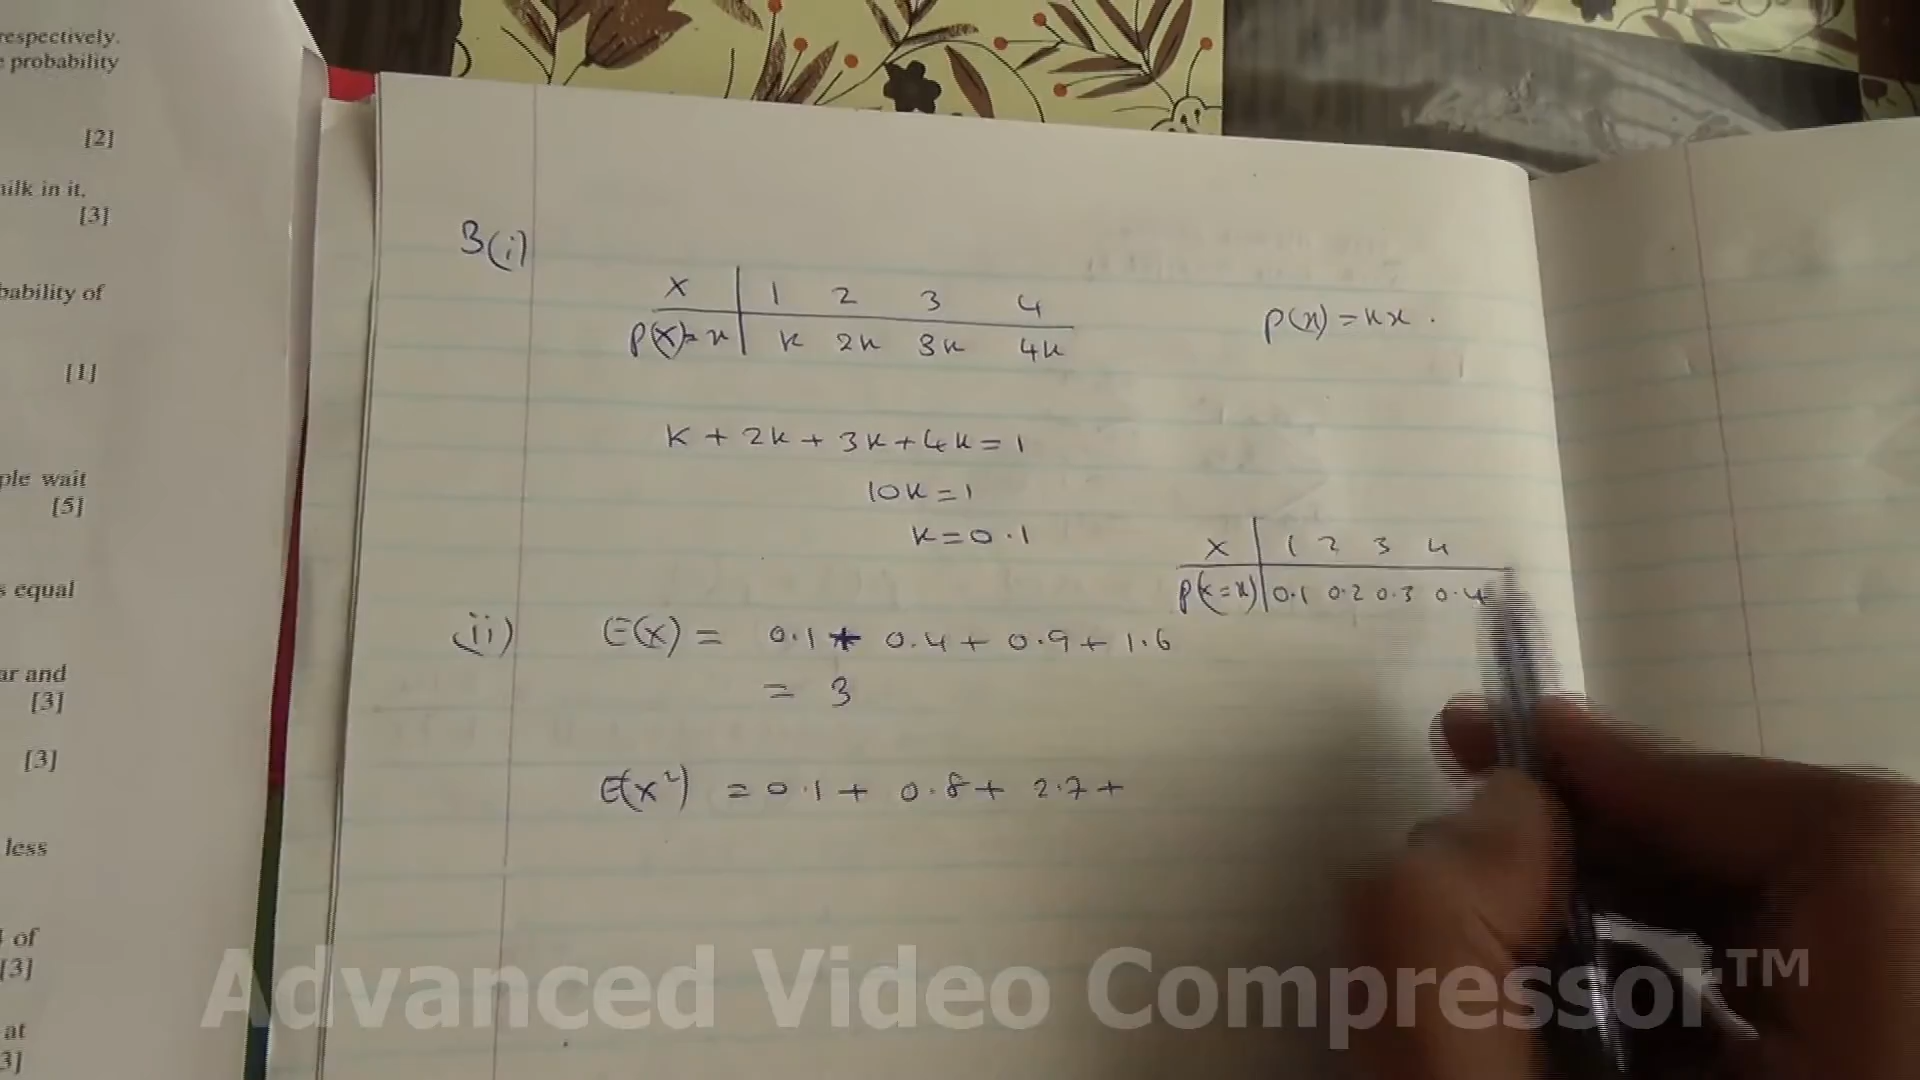 respectively.
probability
[2]
milk in it.
[3]
bability of
[1]
ple wait
[5]
s equal
ar and
[3]
[3]
less
of
[3]
at
3]
3(i)
X | 1 2 3 4
P(X)=x | k 2k 3k 4k
P(x) = kx .
k + 2k + 3k + 4k = 1
10k = 1
k = 0.1
X | 1 2 3 4
P(X=x) | 0.1 0.2 0.3 0.4
(ii) E(X) = 0.1 + 0.4 + 0.9 + 1.6
= 3
E(X²) = 0.1 + 0.8 + 2.7 +
Advanced Video Compressor™